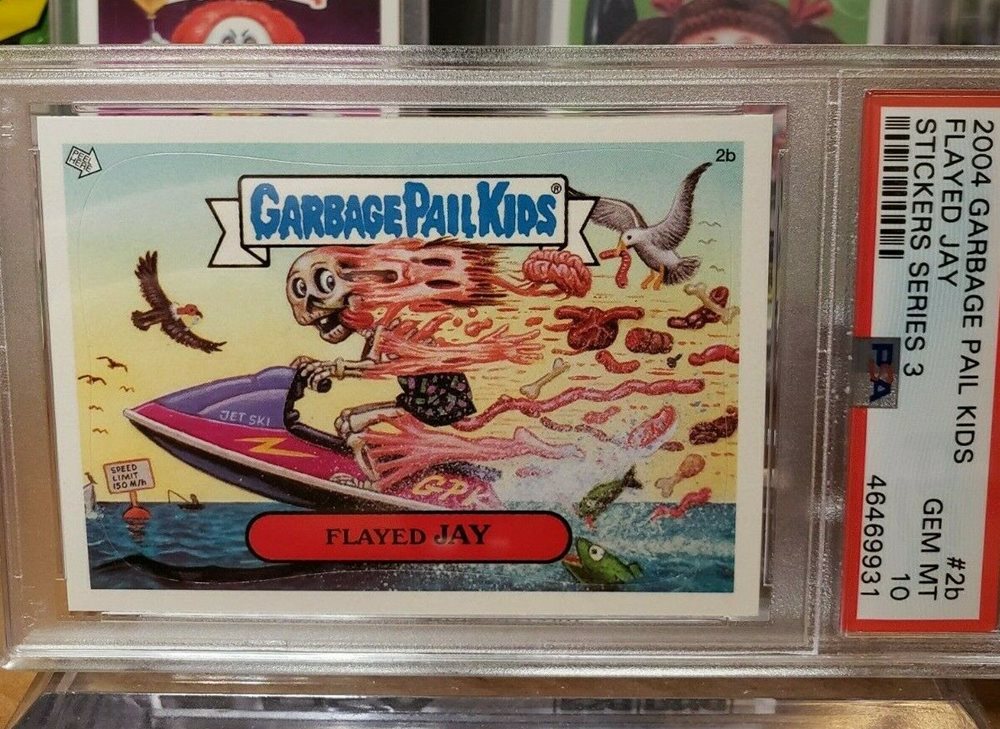 PEEL
HERE
2b
GARBAGE PAIL KIDS®
JET SKI
SPEED
LIMIT
150 M/h
GPK
FLAYED JAY
2004 GARBAGE PAIL KIDS
FLAYED JAY
STICKERS SERIES 3
#2b
GEM MT
10
46469931
PSA